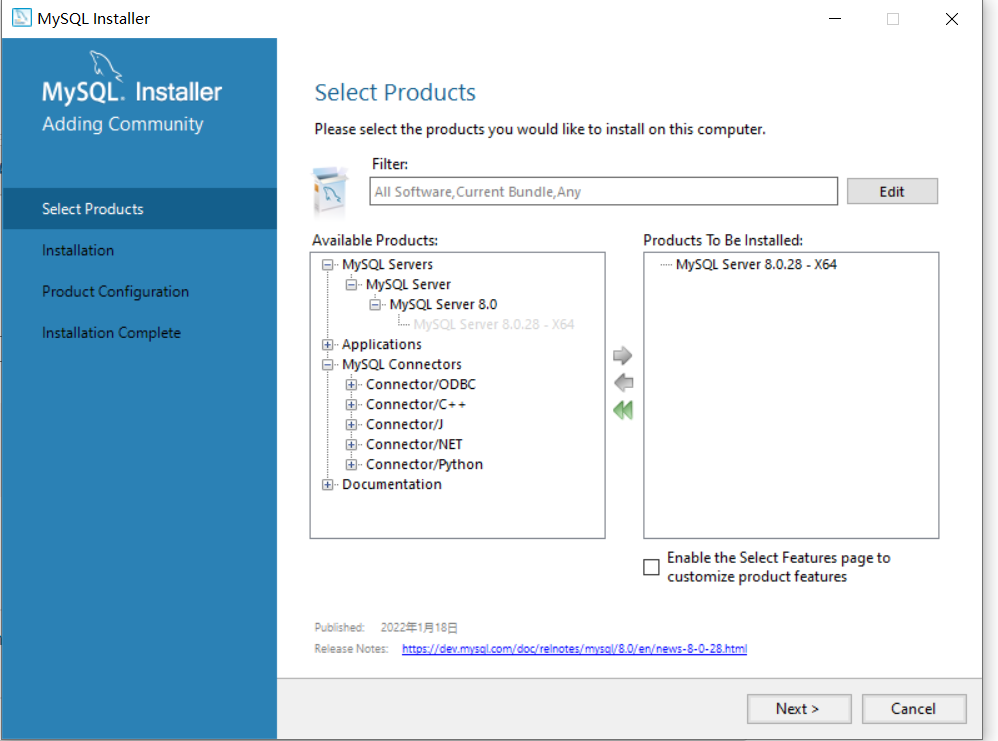 MySQL Installer
MySQL. Installer
Adding Community
Select Products
Installation
Product Configuration
Installation Complete
Select Products
Please select the products you would like to install on this computer.
Filter:
All Software,Current Bundle,Any
Edit
Available Products:
MySQL Servers
MySQL Server
MySQL Server 8.0
MySQL Server 8.0.28 - X64
Applications
MySQL Connectors
Connector/ODBC
Connector/C++
Connector/J
Connector/NET
Connector/Python
Documentation
Products To Be Installed:
MySQL Server 8.0.28 - X64
Enable the Select Features page to
customize product features
Published: 2022年1月18日
Release Notes: https://dev.mysql.com/doc/relnotes/mysql/8.0/en/news-8-0-28.html
Next >
Cancel